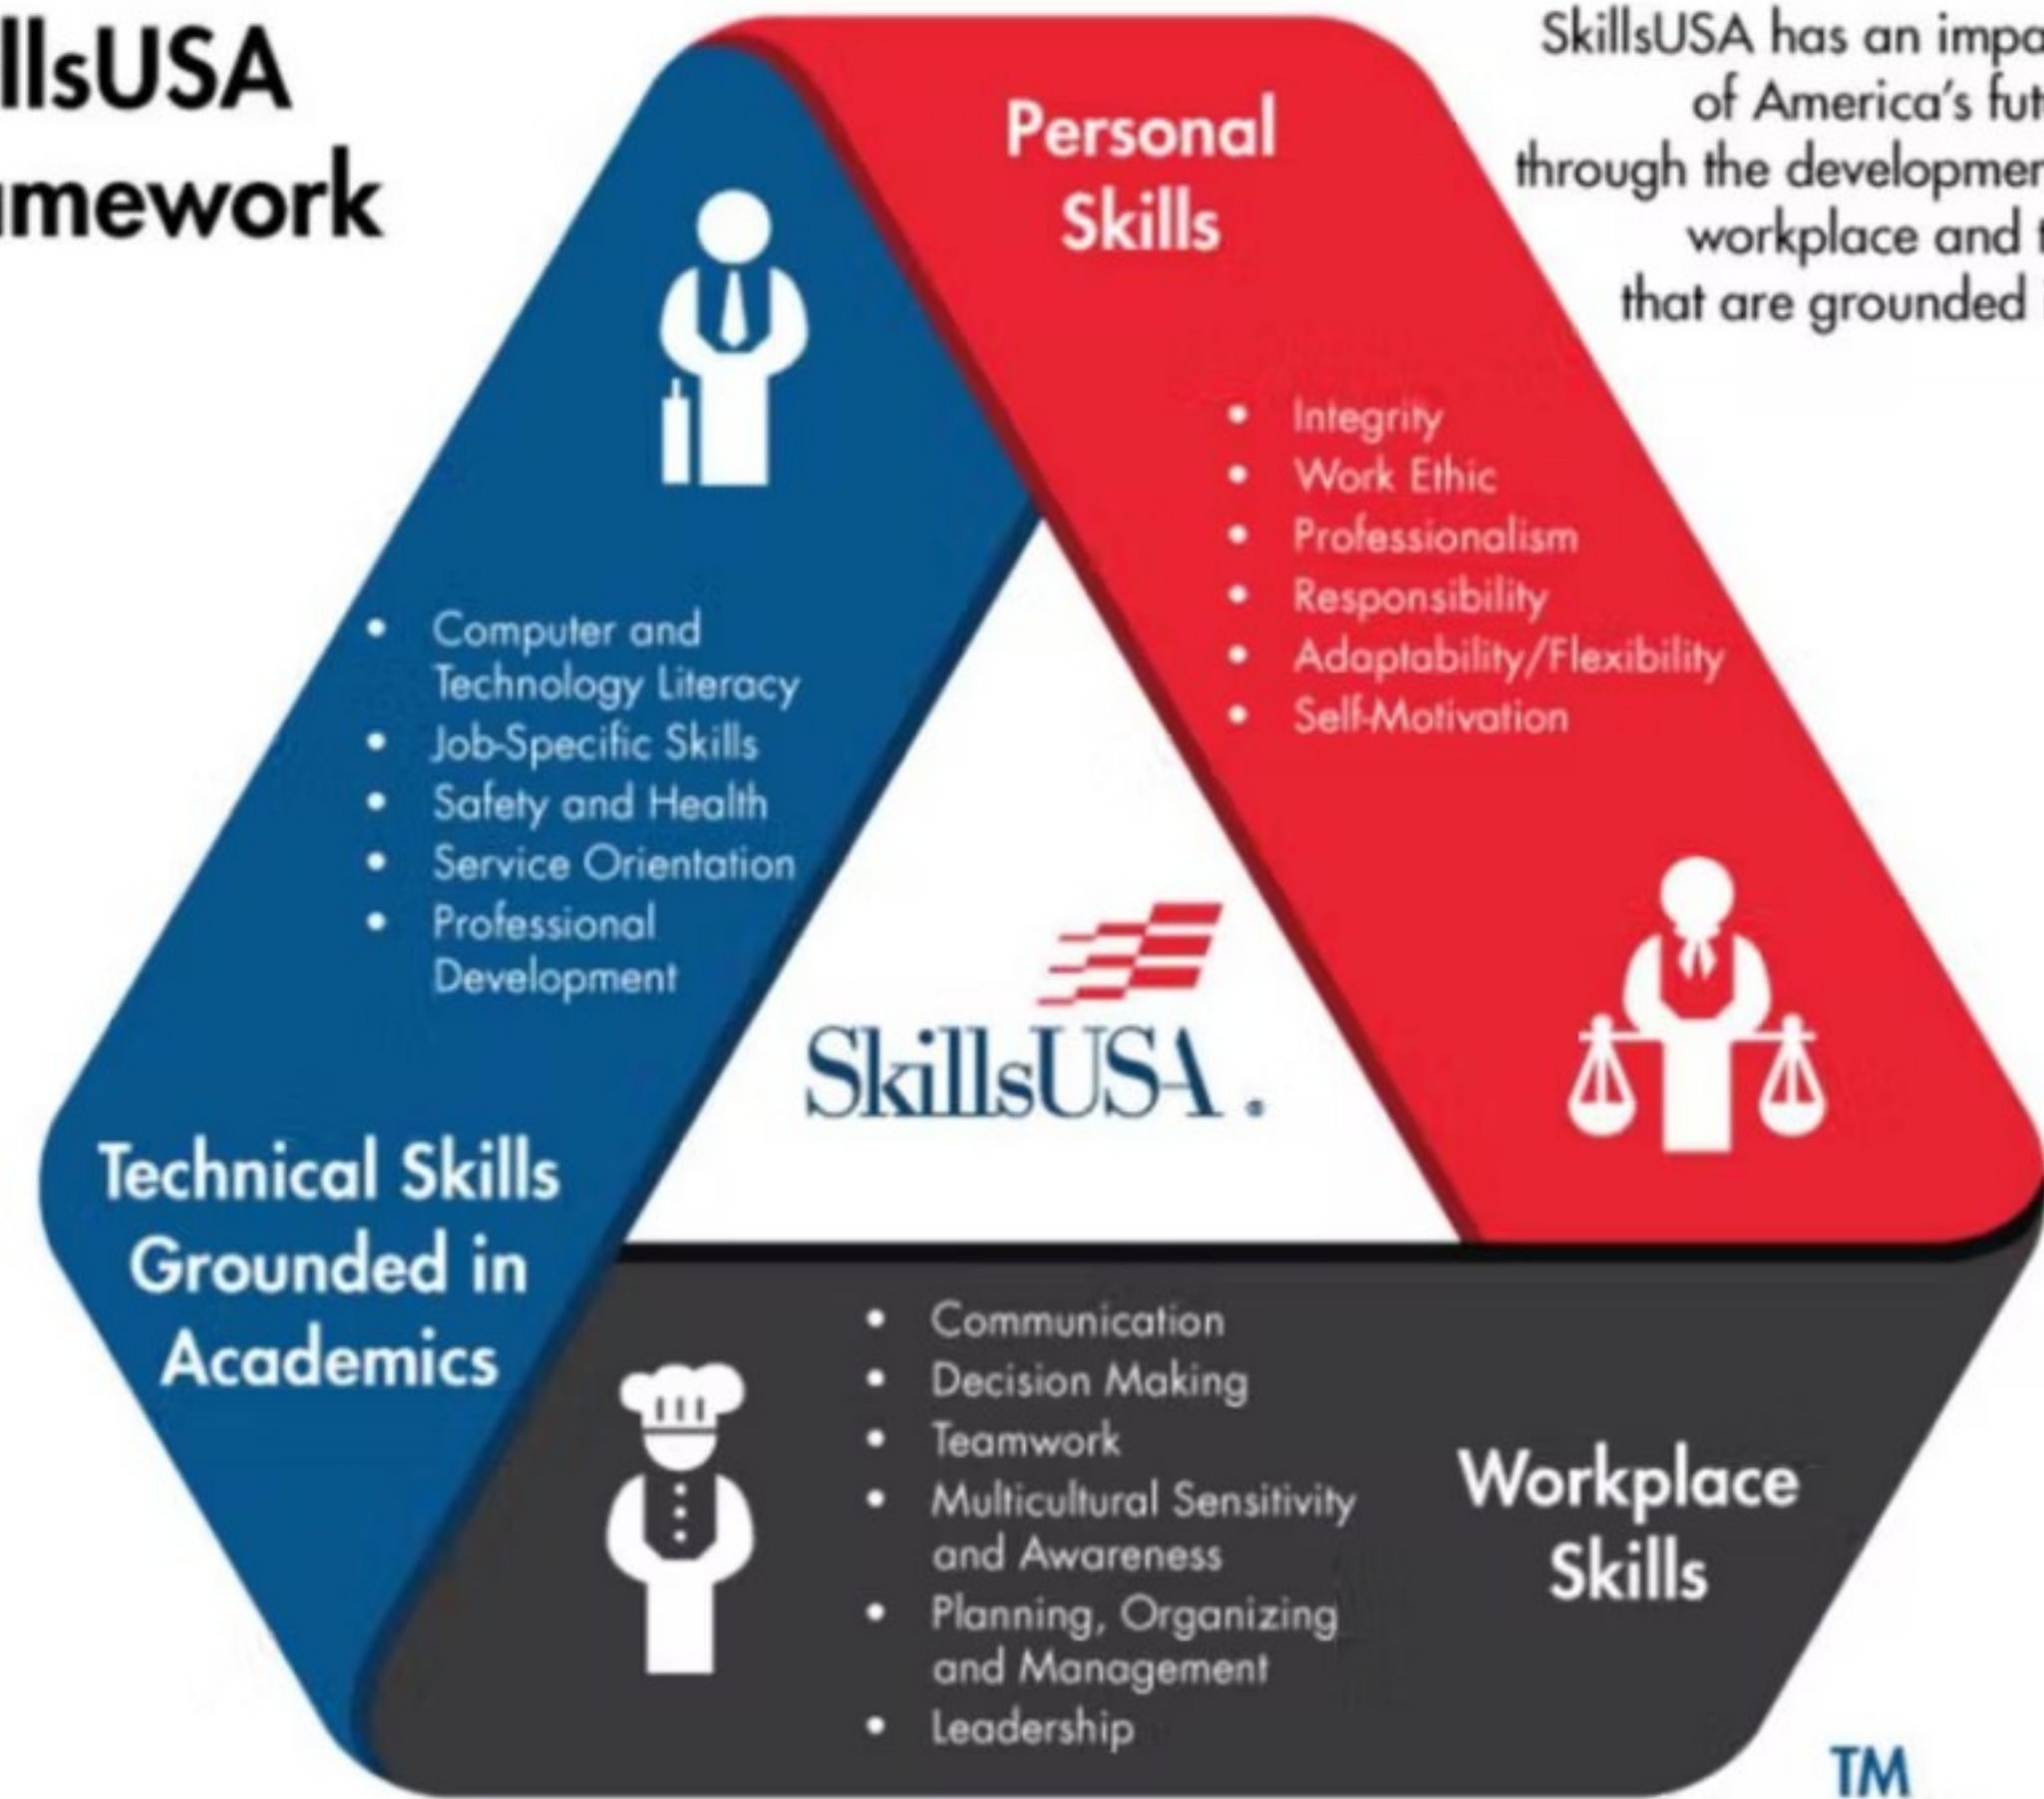 llsUSA
mework
SkillsUSA has an impa
of America's fut
through the developmen
workplace and t
that are grounded i
Personal
Skills
• Integrity
• Work Ethic
• Professionalism
• Responsibility
• Adaptability/Flexibility
• Self-Motivation
• Computer and
Technology Literacy
• Job-Specific Skills
• Safety and Health
• Service Orientation
• Professional
Development
Technical Skills
Grounded in
Academics
SkillsUSA®
• Communication
• Decision Making
• Teamwork
• Multicultural Sensitivity
and Awareness
• Planning, Organizing
and Management
• Leadership
Workplace
Skills
TM